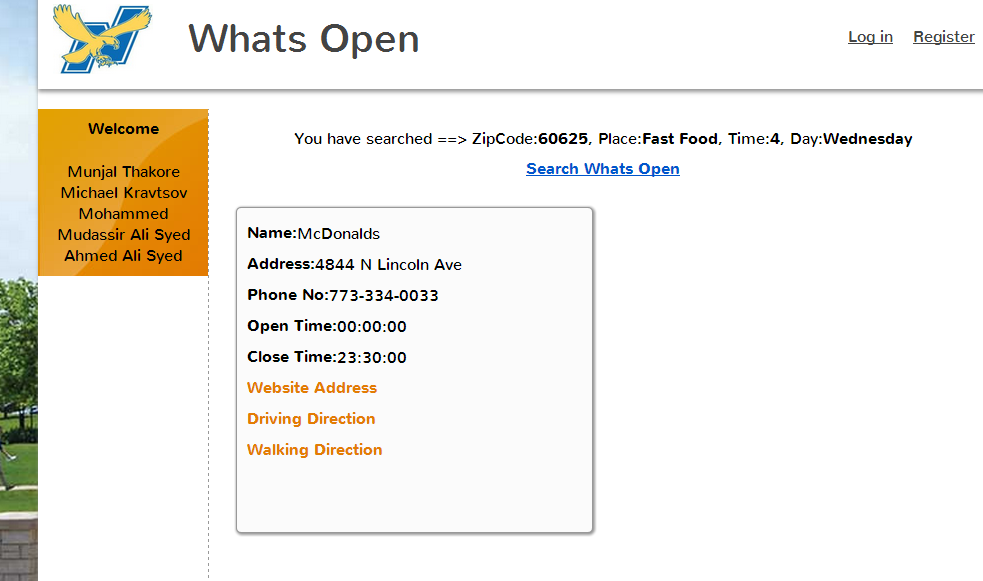 Whats Open
Log in
Register
Welcome
Munjal Thakore
Michael Kravtsov
Mohammed
Mudassir Ali Syed
Ahmed Ali Syed
You have searched ==> ZipCode:60625, Place:Fast Food, Time:4, Day:Wednesday
Search Whats Open
Name:McDonalds
Address:4844 N Lincoln Ave
Phone No:773-334-0033
Open Time:00:00:00
Close Time:23:30:00
Website Address
Driving Direction
Walking Direction